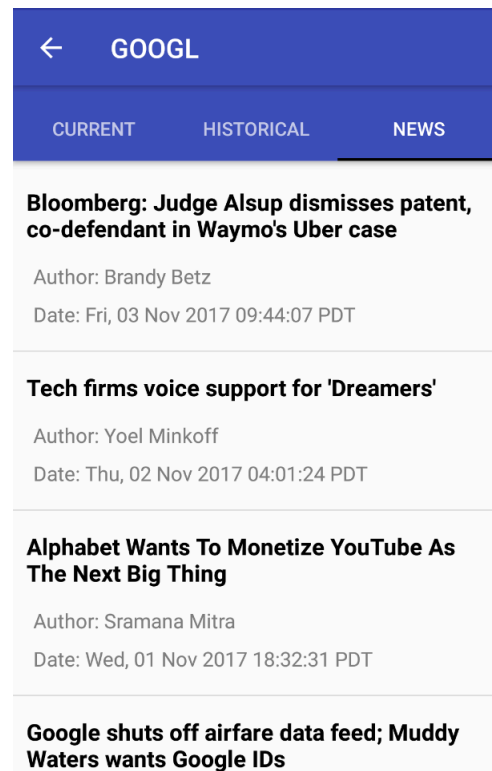 GOOGL
CURRENT HISTORICAL NEWS
Bloomberg: Judge Alsup dismisses patent,
co-defendant in Waymo's Uber case
Author: Brandy Betz
Date: Fri, 03 Nov 2017 09:44:07 PDT
Tech firms voice support for 'Dreamers'
Author: Yoel Minkoff
Date: Thu, 02 Nov 2017 04:01:24 PDT
Alphabet Wants To Monetize YouTube As
The Next Big Thing
Author: Sramana Mitra
Date: Wed, 01 Nov 2017 18:32:31 PDT
Google shuts off airfare data feed; Muddy
Waters wants Google IDs